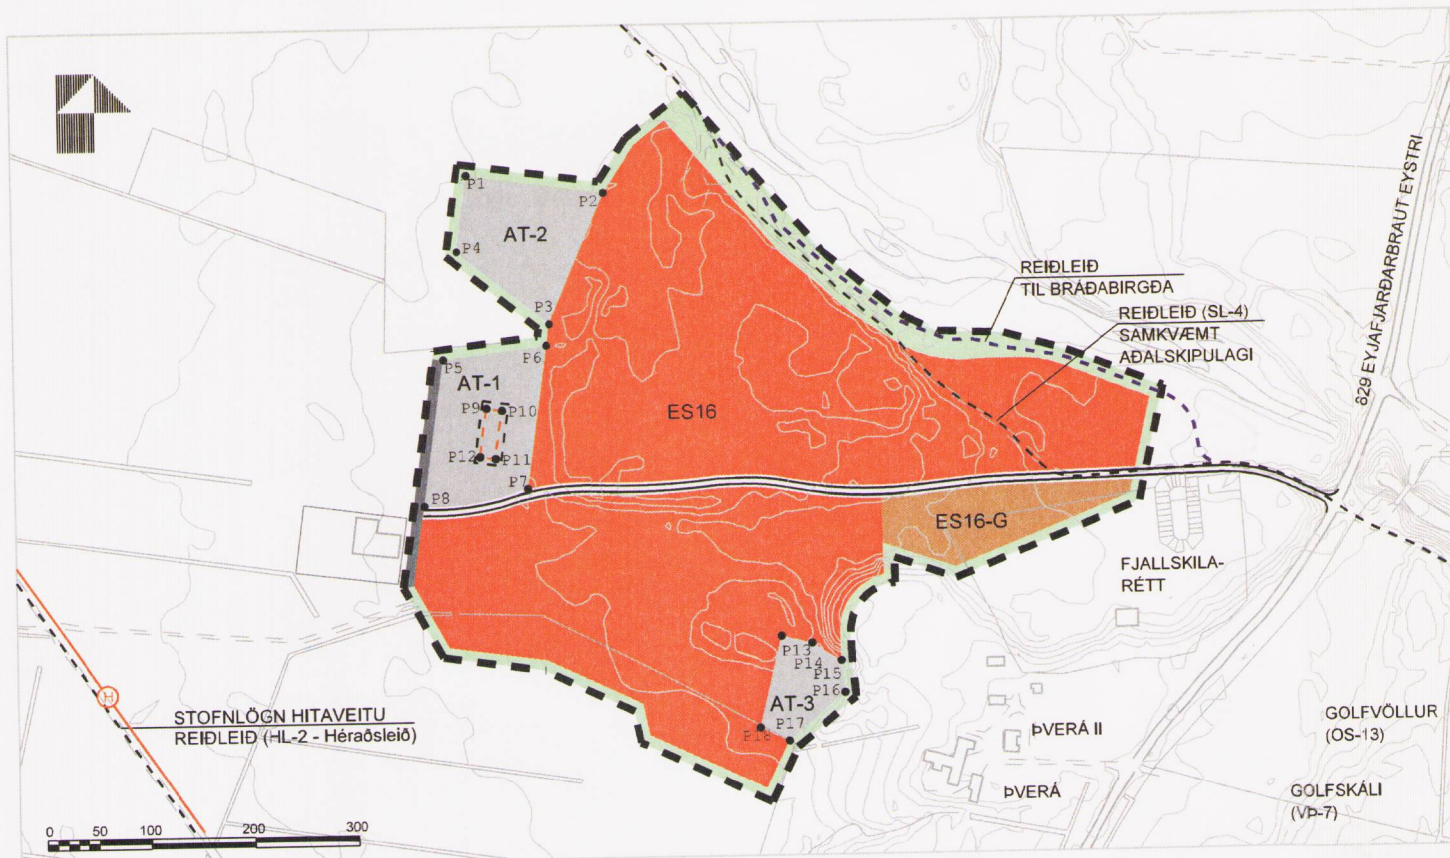 P1
P2
AT-2
P4
P3
P6
P5
AT-1
P9
P10
P12
P11
P7
P8
ES16
REIÐLEIÐ
TIL BRÁÐABIRGÐA
REIÐLEIÐ (SL-4)
SAMKVÆMT
AÐALSKIPULAGI
829 EYJAFJARÐARBRAUT EYSTRI
ES16-G
FJALLSKILA-
RÉTT
P13
P14
P15
P16
AT-3
P17
P18
H
STOFNLÖGN HITAVEITU
REIÐLEIÐ (HL-2 - Héraðsleið)
ÞVERÁ II
ÞVERÁ
GOLFVÖLLUR
(OS-13)
GOLFSKÁLI
(VÞ-7)
0 50 100 200 300